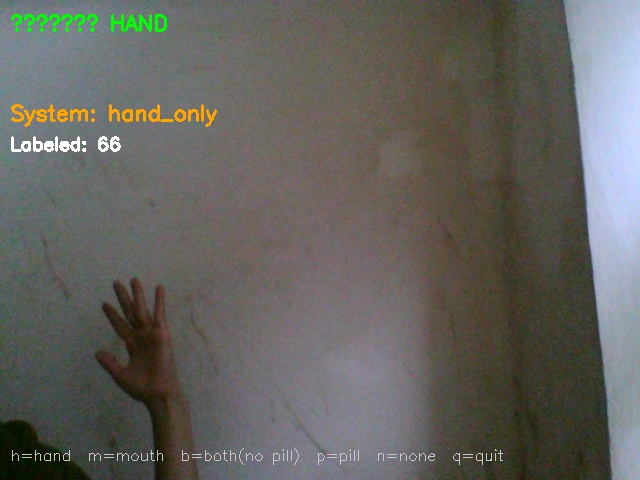 ??????? HAND
System: hand_only
Labeled: 66
h=hand m=mouth b=both(no pill) p=pill n=none q=quit